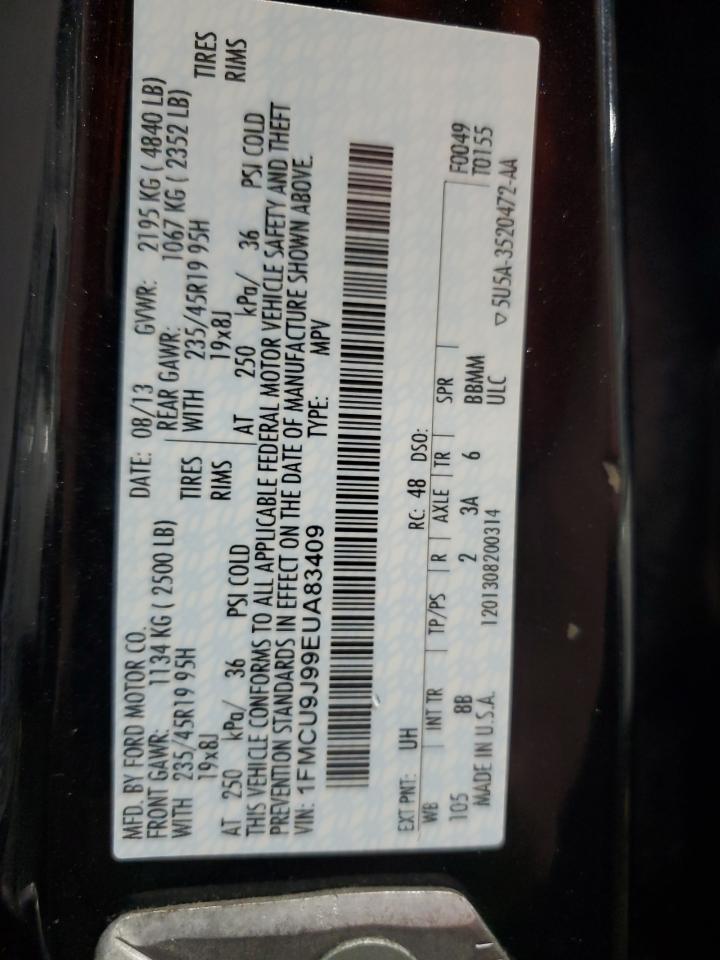 MFD. BY FORD MOTOR CO. DATE: 08/13 GVWR: 2195 KG ( 4840 LB)
FRONT GAWR: 1134 KG ( 2500 LB) REAR GAWR: 1067 KG ( 2352 LB)
WITH 235/45R19 95H TIRES WITH 235/45R19 95H TIRES
19x8J RIMS 19x8J RIMS
AT 250 kPa/ 36 PSI COLD AT 250 kPa/ 36 PSI COLD
THIS VEHICLE CONFORMS TO ALL APPLICABLE FEDERAL MOTOR VEHICLE SAFETY AND THEFT
PREVENTION STANDARDS IN EFFECT ON THE DATE OF MANUFACTURE SHOWN ABOVE.
VIN: 1FMCU9J99EUA83409 TYPE: MPV
EXT PNT: UH RC: 48 DSO: F0049
WB INT TR TP/PS R AXLE TR SPR T0155
105 8B 2 3A 6 BBMM
MADE IN U.S.A. 1201308200314 ULC ▽ 5U5A-3520472-AA